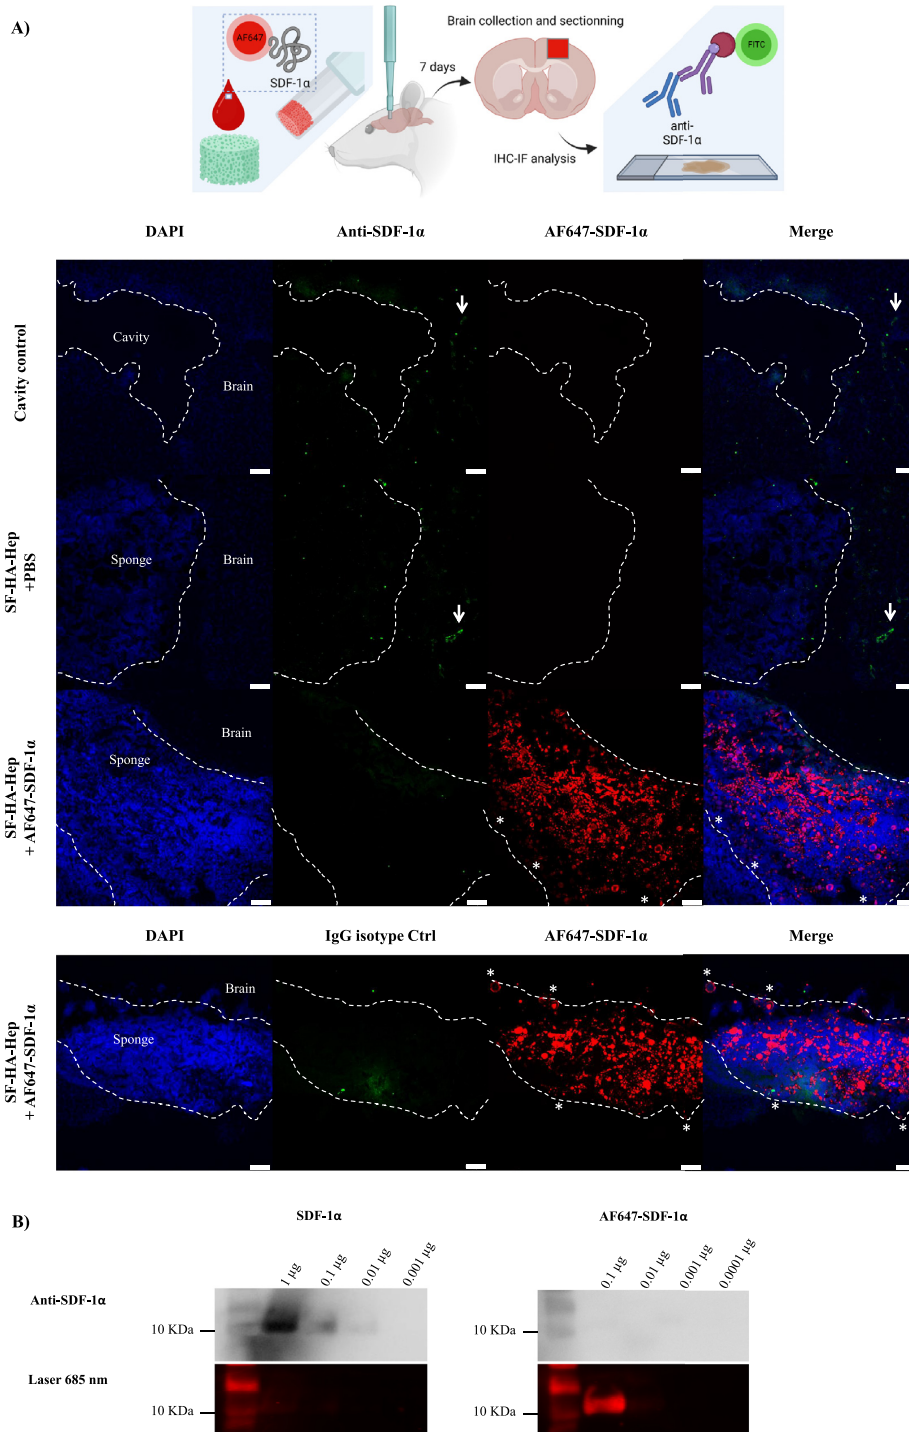 A)
AF647
SDF-1α
7 days
Brain collection and sectionning
IHC-IF analysis
FITC
anti-
SDF-1α
DAPI
Anti-SDF-1α
AF647-SDF-1α
Merge
Cavity control
Cavity
Brain
SF-HA-Hep
+PBS
Sponge
Brain
SF-HA-Hep
+ AF647-SDF-1α
Sponge
Brain
*
*
*
*
*
*
DAPI
IgG isotype Ctrl
AF647-SDF-1α
Merge
SF-HA-Hep
+ AF647-SDF-1α
Brain
Sponge
*
*
*
*
*
*
*
*
B)
SDF-1α
AF647-SDF-1α
1 µg
0.1 µg
0.01 µg
0.001 µg
0.1 µg
0.01 µg
0.001 µg
0.0001 µg
Anti-SDF-1α
10 KDa
10 KDa
Laser 685 nm
10 KDa
10 KDa